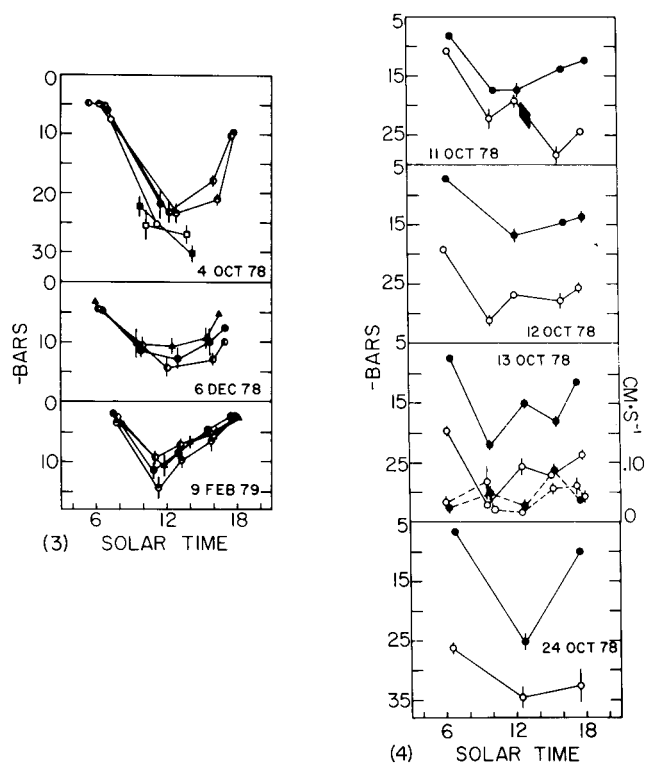 0
10
20
30
-BARS
4 OCT 78
0
10
6 DEC 78
0
10
9 FEB 79
6 12 18
(3) SOLAR TIME
5
15
25
11 OCT 78
5
15
25
12 OCT 78
5
13 OCT 78
15
25
-BARS
.10
0
CM·S⁻¹
5
15
25
24 OCT 78
35
6 12 18
(4) SOLAR TIME